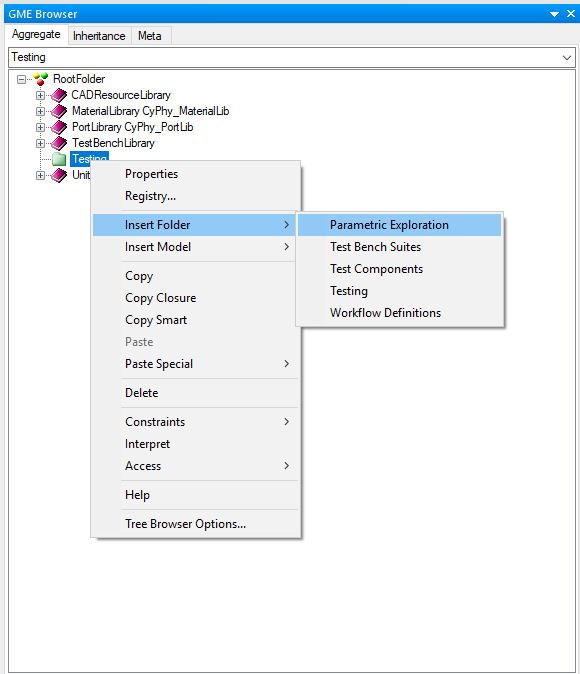 GME Browser
Aggregate Inheritance Meta
Testing
RootFolder
CADResourceLibrary
MaterialLibrary CyPhy_MaterialLib
PortLibrary CyPhy_PortLib
TestBenchLibrary
Testing
Unit
Properties
Registry...
Insert Folder
Insert Model
Copy
Copy Closure
Copy Smart
Paste
Paste Special
Delete
Constraints
Interpret
Access
Help
Tree Browser Options...
Parametric Exploration
Test Bench Suites
Test Components
Testing
Workflow Definitions